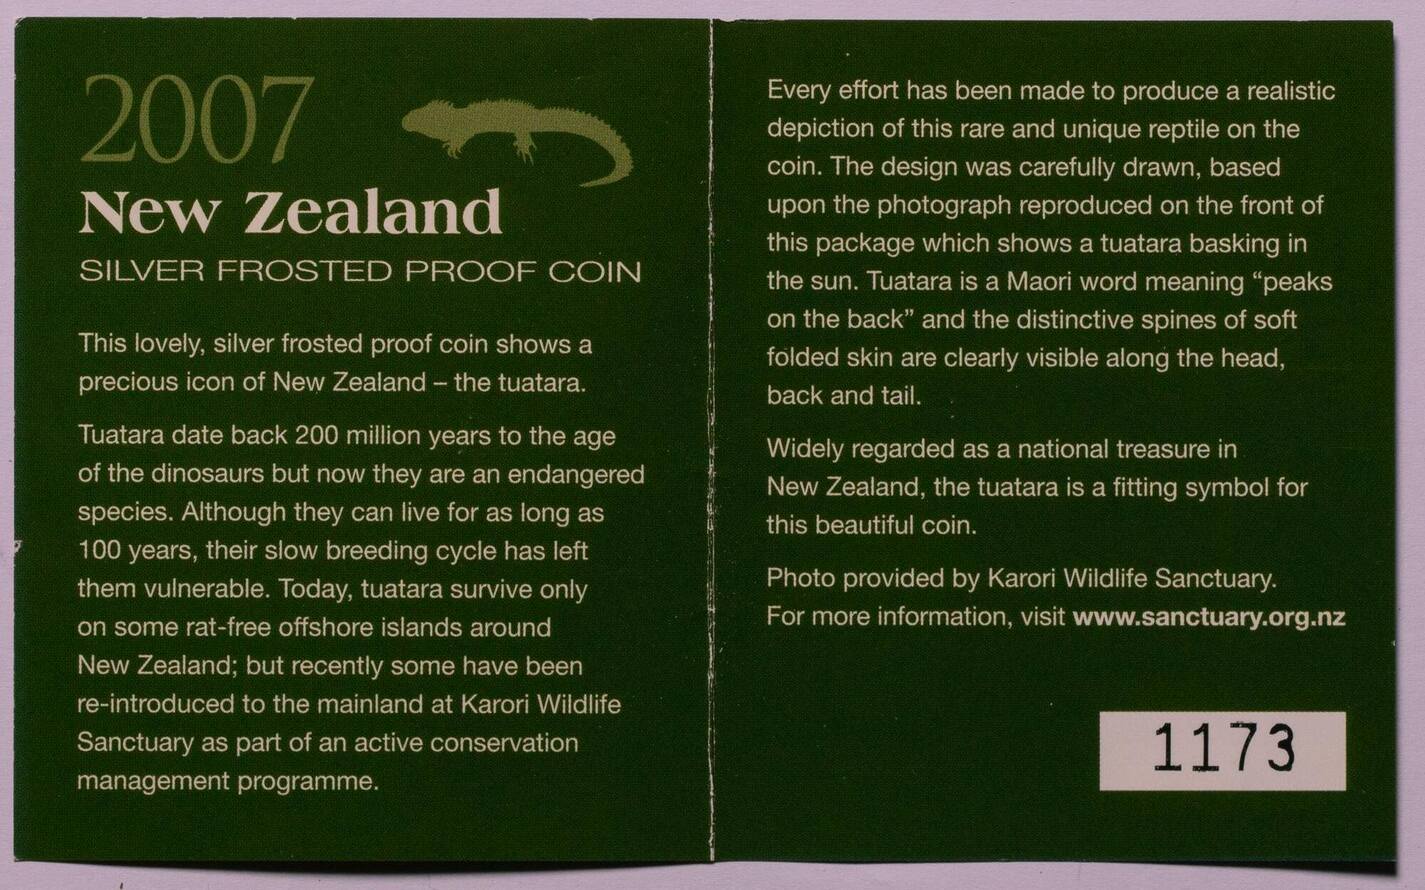 2007
New Zealand
SILVER FROSTED PROOF COIN
This lovely, silver frosted proof coin shows a
precious icon of New Zealand – the tuatara.
Tuatara date back 200 million years to the age
of the dinosaurs but now they are an endangered
species. Although they can live for as long as
100 years, their slow breeding cycle has left
them vulnerable. Today, tuatara survive only
on some rat-free offshore islands around
New Zealand; but recently some have been
re-introduced to the mainland at Karori Wildlife
Sanctuary as part of an active conservation
management programme.
Every effort has been made to produce a realistic
depiction of this rare and unique reptile on the
coin. The design was carefully drawn, based
upon the photograph reproduced on the front of
this package which shows a tuatara basking in
the sun. Tuatara is a Maori word meaning “peaks
on the back” and the distinctive spines of soft
folded skin are clearly visible along the head,
back and tail.
Widely regarded as a national treasure in
New Zealand, the tuatara is a fitting symbol for
this beautiful coin.
Photo provided by Karori Wildlife Sanctuary.
For more information, visit www.sanctuary.org.nz
1173